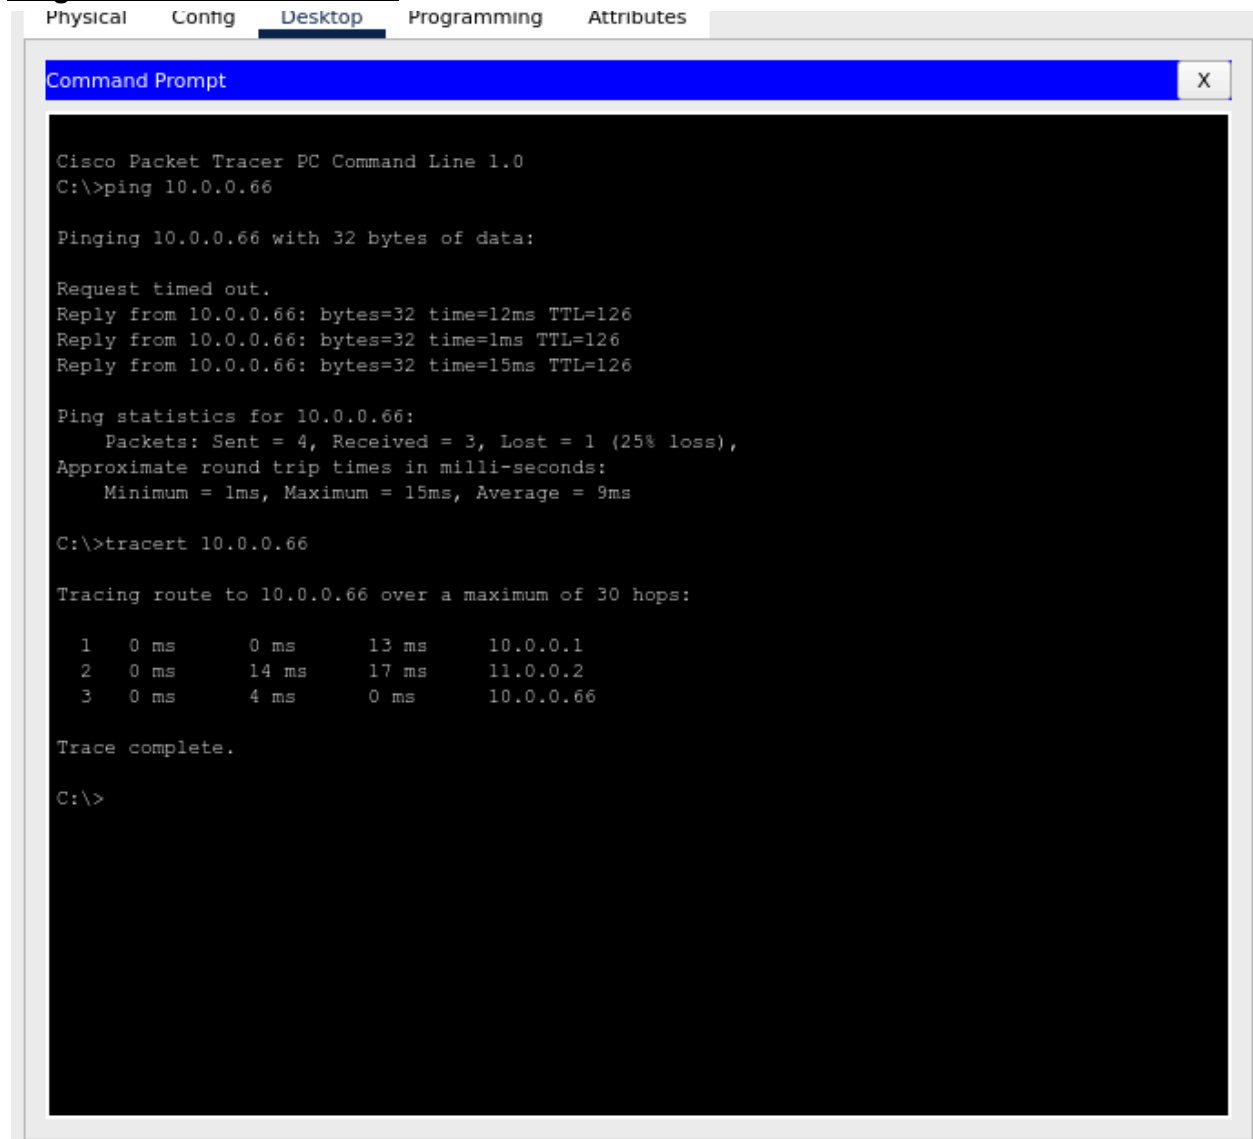 Physical Config Desktop Programming Attributes
Command Prompt X
Cisco Packet Tracer PC Command Line 1.0
C:\>ping 10.0.0.66
Pinging 10.0.0.66 with 32 bytes of data:
Request timed out.
Reply from 10.0.0.66: bytes=32 time=12ms TTL=126
Reply from 10.0.0.66: bytes=32 time=1ms TTL=126
Reply from 10.0.0.66: bytes=32 time=15ms TTL=126
Ping statistics for 10.0.0.66:
Packets: Sent = 4, Received = 3, Lost = 1 (25% loss),
Approximate round trip times in milli-seconds:
Minimum = 1ms, Maximum = 15ms, Average = 9ms
C:\>tracert 10.0.0.66
Tracing route to 10.0.0.66 over a maximum of 30 hops:
1 0 ms 0 ms 13 ms 10.0.0.1
2 0 ms 14 ms 17 ms 11.0.0.2
3 0 ms 4 ms 0 ms 10.0.0.66
Trace complete.
C:\>